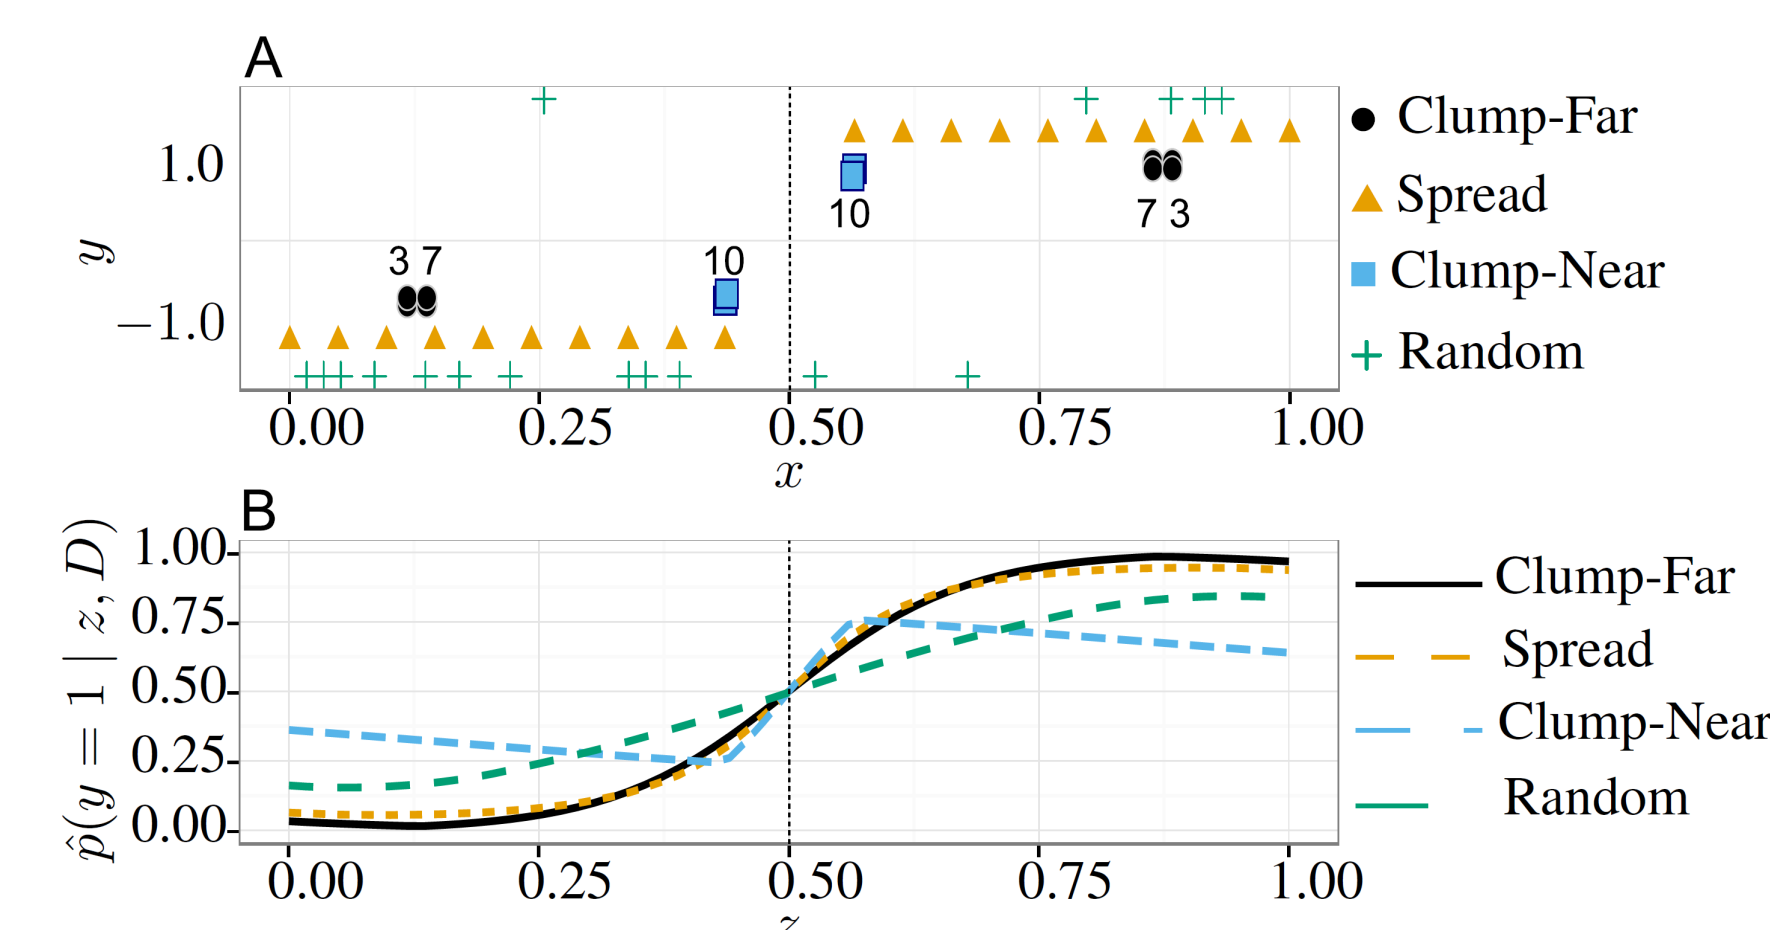 A
Clump-Far
1.0
Spread
10
7 3
y
3 7
10
Clump-Near
−1.0
Random
0.00 0.25 0.50 0.75 1.00
x
B
p̂(y = 1 | z, D)
1.00
Clump-Far
0.75
Spread
0.50
Clump-Near
0.25
Random
0.00
0.00 0.25 0.50 0.75 1.00
z